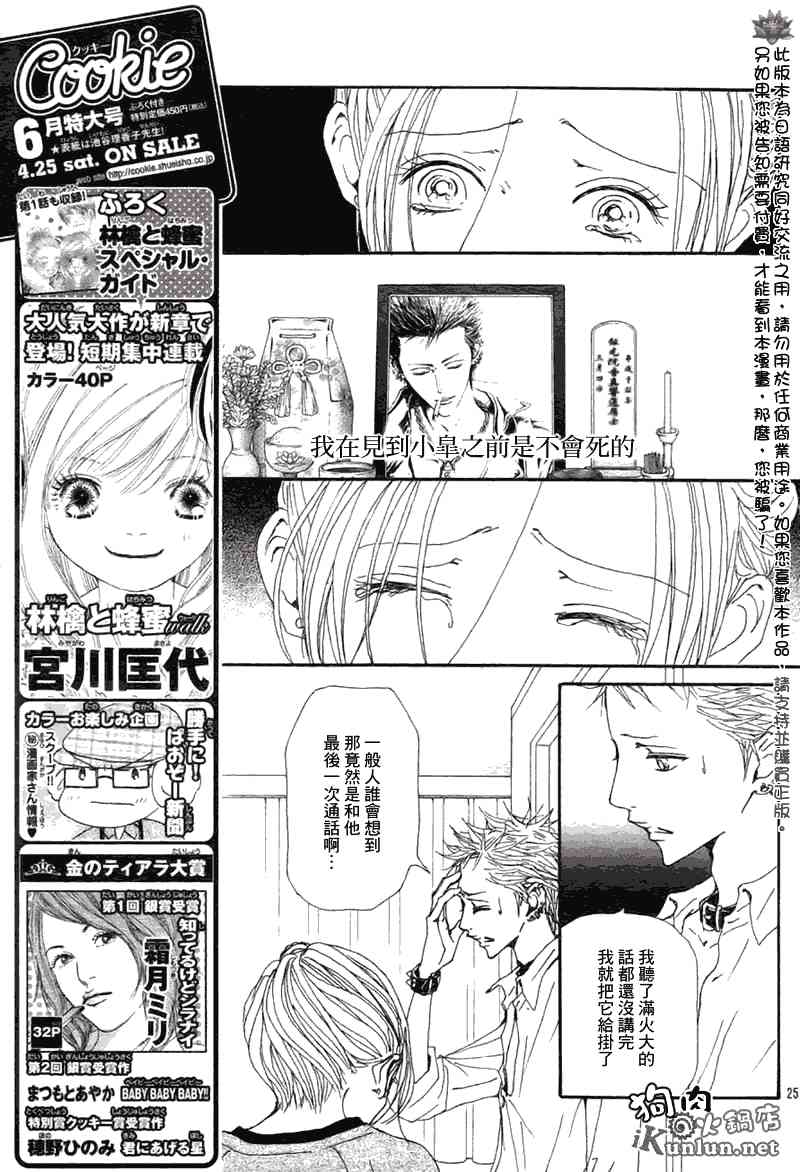 クッキー
Cookie
6月特大号
ふろく付き
特別定価450円(税込)
★表紙は池谷理香子先生!
4.25 sat. ON SALE
web site http://cookie.shueisha.co.jp
第1話も収録!
ふろく
林檎と蜂蜜
スペシャル・
ガイド
大人気大作が新章で
登場! 短期集中連載
カラー40P
林檎と蜂蜜walk
宮川匡代
カラーお楽しみ企画
勝手に!
ばおぞー新聞
スクープ!!
㊙漫画家さん情報♥
金のティアラ大賞
第1回 銀賞受賞
知ってるけどシラナイ
霜月ミリ
32P
第2回 銀賞受賞作
まつもとあやか BABY BABY BABY!!
特別賞クッキー賞受賞作
穂野ひのみ 君にあげる星
此版本為日語研究同好交流之用，請勿用於任何商業用途。如果您喜歡本作品，請支持並購買正版。
另如果您被告知需要付費，才能看到本漫畫，那麼，您被騙了！
我在見到小皐之前是不會死的
我聽了滿火大的
話都還沒講完
我就把它給掛了
一般人誰會想到
那竟然是和他
最後一次通話啊…
25
狗肉火鍋店
iKunlun.net